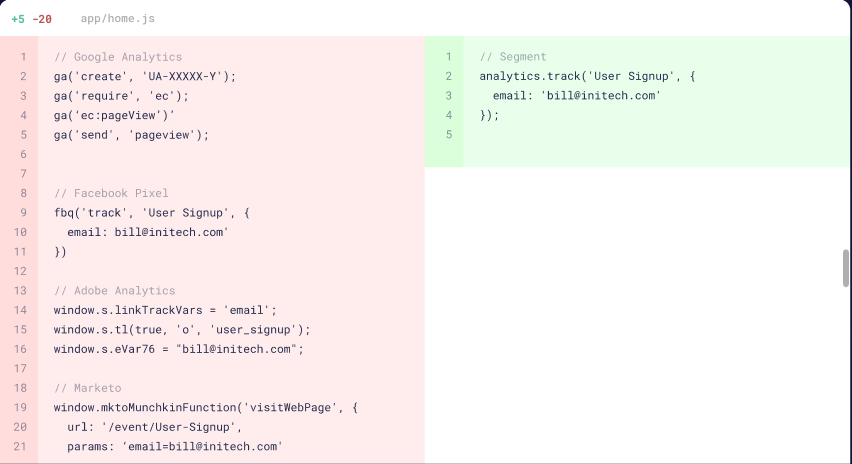 +5 -20 app/home.js
1 // Google Analytics
2 ga('create', 'UA-XXXXX-Y');
3 ga('require', 'ec');
4 ga('ec:pageView')'
5 ga('send', 'pageview');
6
7
8 // Facebook Pixel
9 fbq('track', 'User Signup', {
10   email: bill@initech.com'
11 })
12
13 // Adobe Analytics
14 window.s.linkTrackVars = 'email';
15 window.s.tl(true, 'o', 'user_signup');
16 window.s.eVar76 = "bill@initech.com";
17
18 // Marketo
19 window.mktoMunchkinFunction('visitWebPage', {
20   url: '/event/User-Signup',
21   params: 'email=bill@initech.com'
1 // Segment
2 analytics.track('User Signup', {
3   email: 'bill@initech.com'
4 });
5